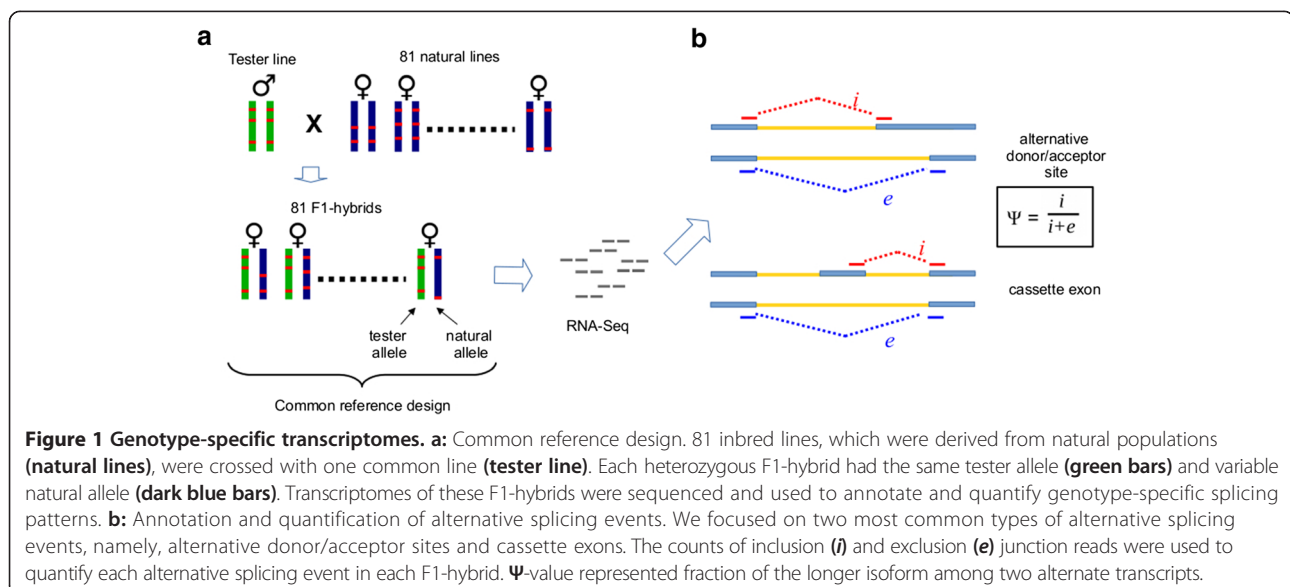 a
Tester line
♂
81 natural lines
♀ ♀ ♀
X
81 F1-hybrids
♀ ♀ ♀
tester allele
natural allele
Common reference design
RNA-Seq
b
i
e
alternative
donor/acceptor
site
Ψ = i / i+e
i
e
cassette exon
Figure 1 Genotype-specific transcriptomes. a: Common reference design. 81 inbred lines, which were derived from natural populations
(natural lines), were crossed with one common line (tester line). Each heterozygous F1-hybrid had the same tester allele (green bars) and variable
natural allele (dark blue bars). Transcriptomes of these F1-hybrids were sequenced and used to annotate and quantify genotype-specific splicing
patterns. b: Annotation and quantification of alternative splicing events. We focused on two most common types of alternative splicing
events, namely, alternative donor/acceptor sites and cassette exons. The counts of inclusion (i) and exclusion (e) junction reads were used to
quantify each alternative splicing event in each F1-hybrid. Ψ-value represented fraction of the longer isoform among two alternate transcripts.